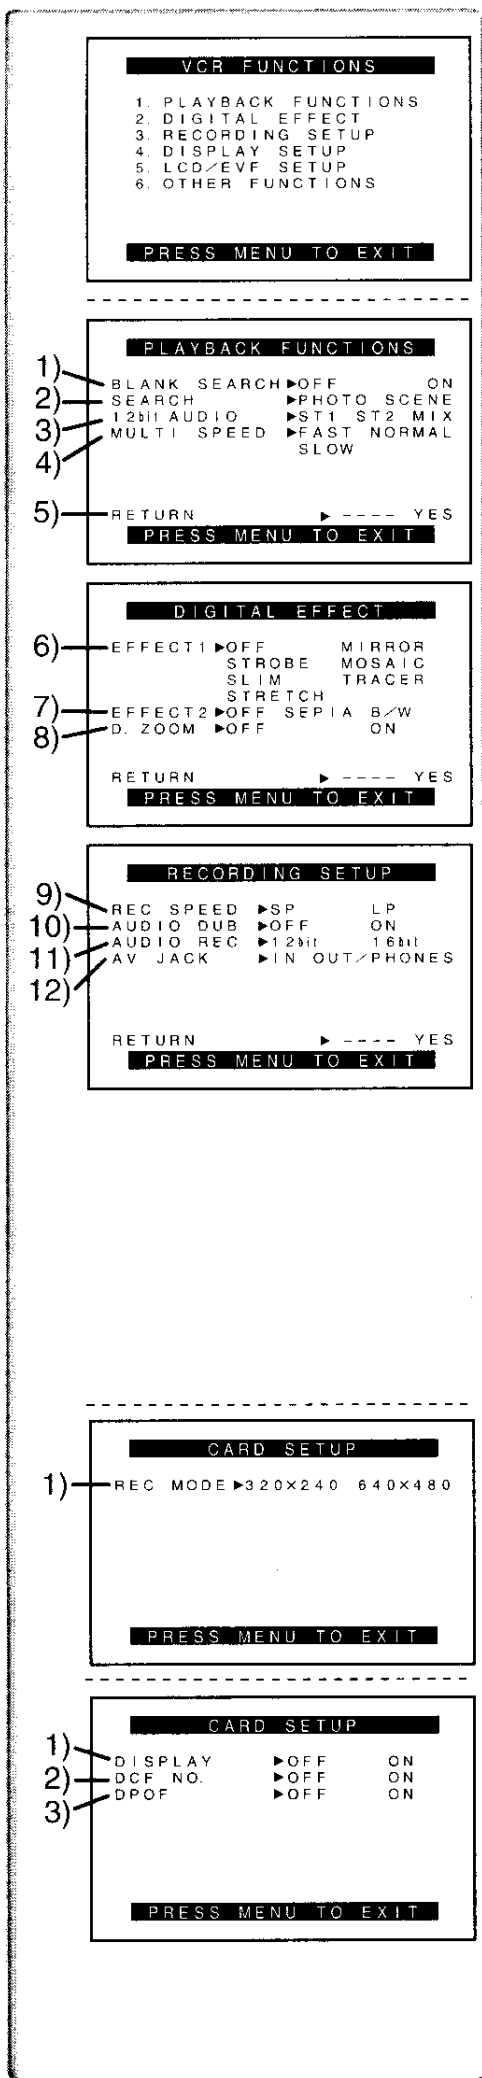 VCR FUNCTIONS
1. PLAYBACK FUNCTIONS
2. DIGITAL EFFECT
3. RECORDING SETUP
4. DISPLAY SETUP
5. LCD/EVF SETUP
6. OTHER FUNCTIONS
PRESS MENU TO EXIT
PLAYBACK FUNCTIONS
1) BLANK SEARCH ▶OFF ON
2) SEARCH ▶PHOTO SCENE
3) 12bit AUDIO ▶ST1 ST2 MIX
4) MULTI SPEED ▶FAST NORMAL
SLOW
5) RETURN ▶ ---- YES
PRESS MENU TO EXIT
DIGITAL EFFECT
6) EFFECT1 ▶OFF MIRROR
STROBE MOSAIC
SLIM TRACER
STRETCH
7) EFFECT2 ▶OFF SEPIA B/W
8) D. ZOOM ▶OFF ON
RETURN ▶ ---- YES
PRESS MENU TO EXIT
RECORDING SETUP
9) REC SPEED ▶SP LP
10) AUDIO DUB ▶OFF ON
11) AUDIO REC ▶12bit 16bit
12) AV JACK ▶IN OUT/PHONES
RETURN ▶ ---- YES
PRESS MENU TO EXIT
CARD SETUP
1) REC MODE ▶320×240 640×480
PRESS MENU TO EXIT
CARD SETUP
1) DISPLAY ▶OFF ON
2) DCF NO. ▶OFF ON
3) DPOF ▶OFF ON
PRESS MENU TO EXIT